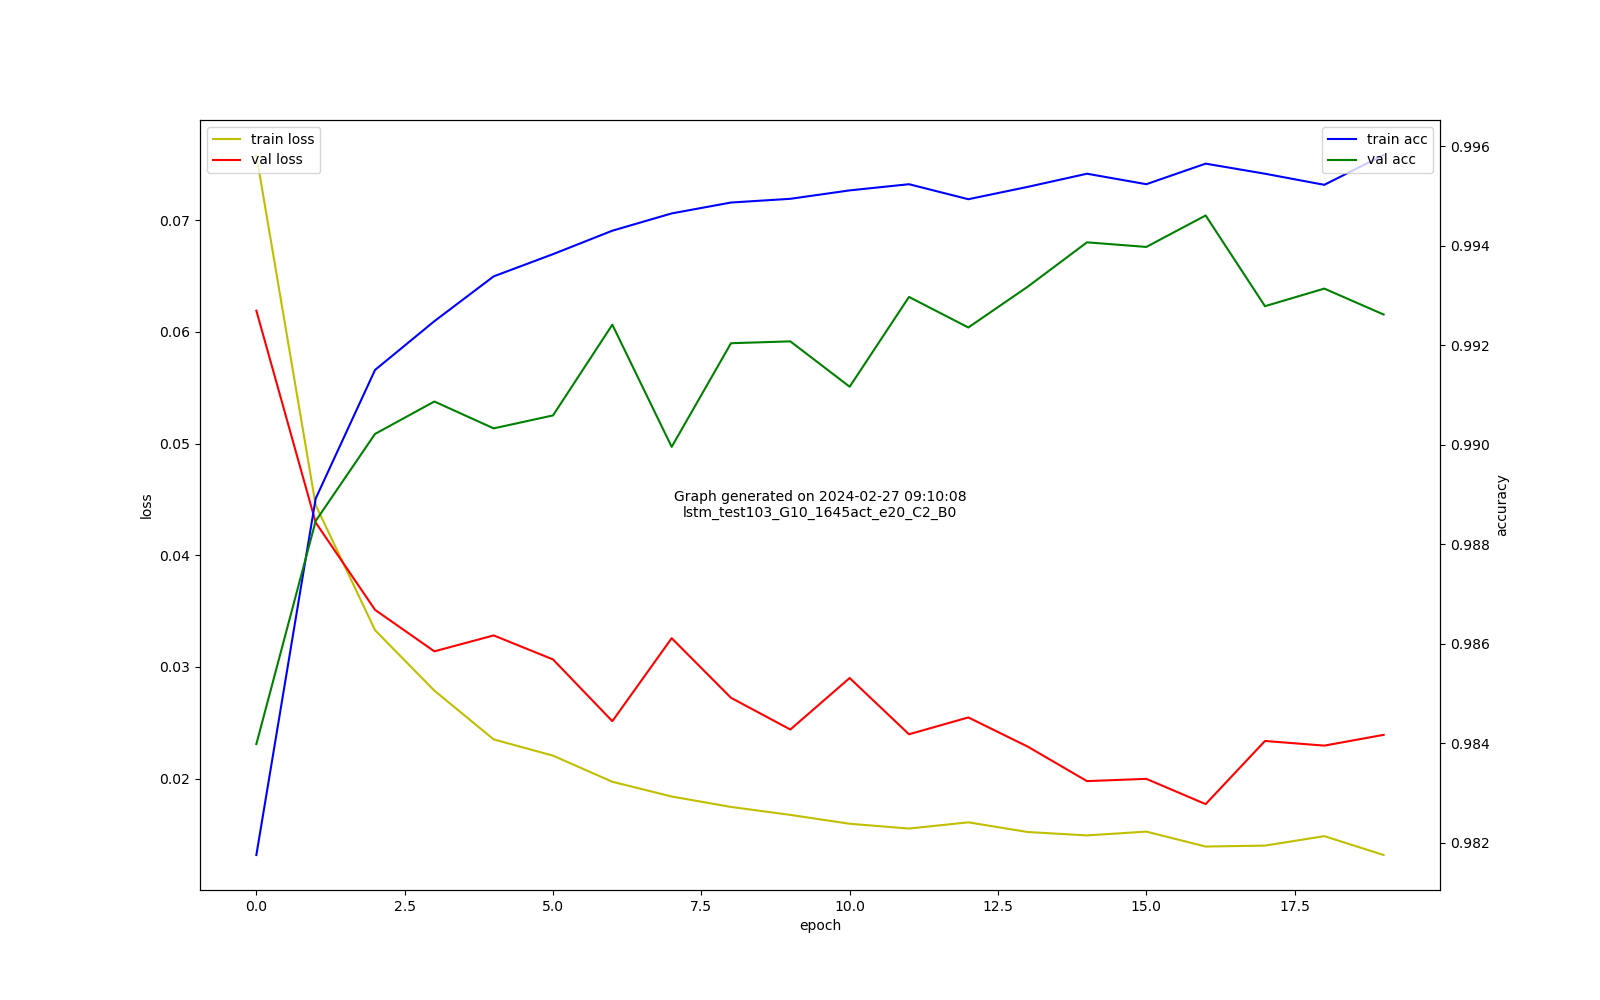 train loss
val loss
train acc
val acc
0.07
0.06
0.05
0.04
0.03
0.02
loss
0.996
0.994
0.992
0.990
0.988
0.986
0.984
0.982
accuracy
Graph generated on 2024-02-27 09:10:08
lstm_test103_G10_1645act_e20_C2_B0
0.0 2.5 5.0 7.5 10.0 12.5 15.0 17.5
epoch